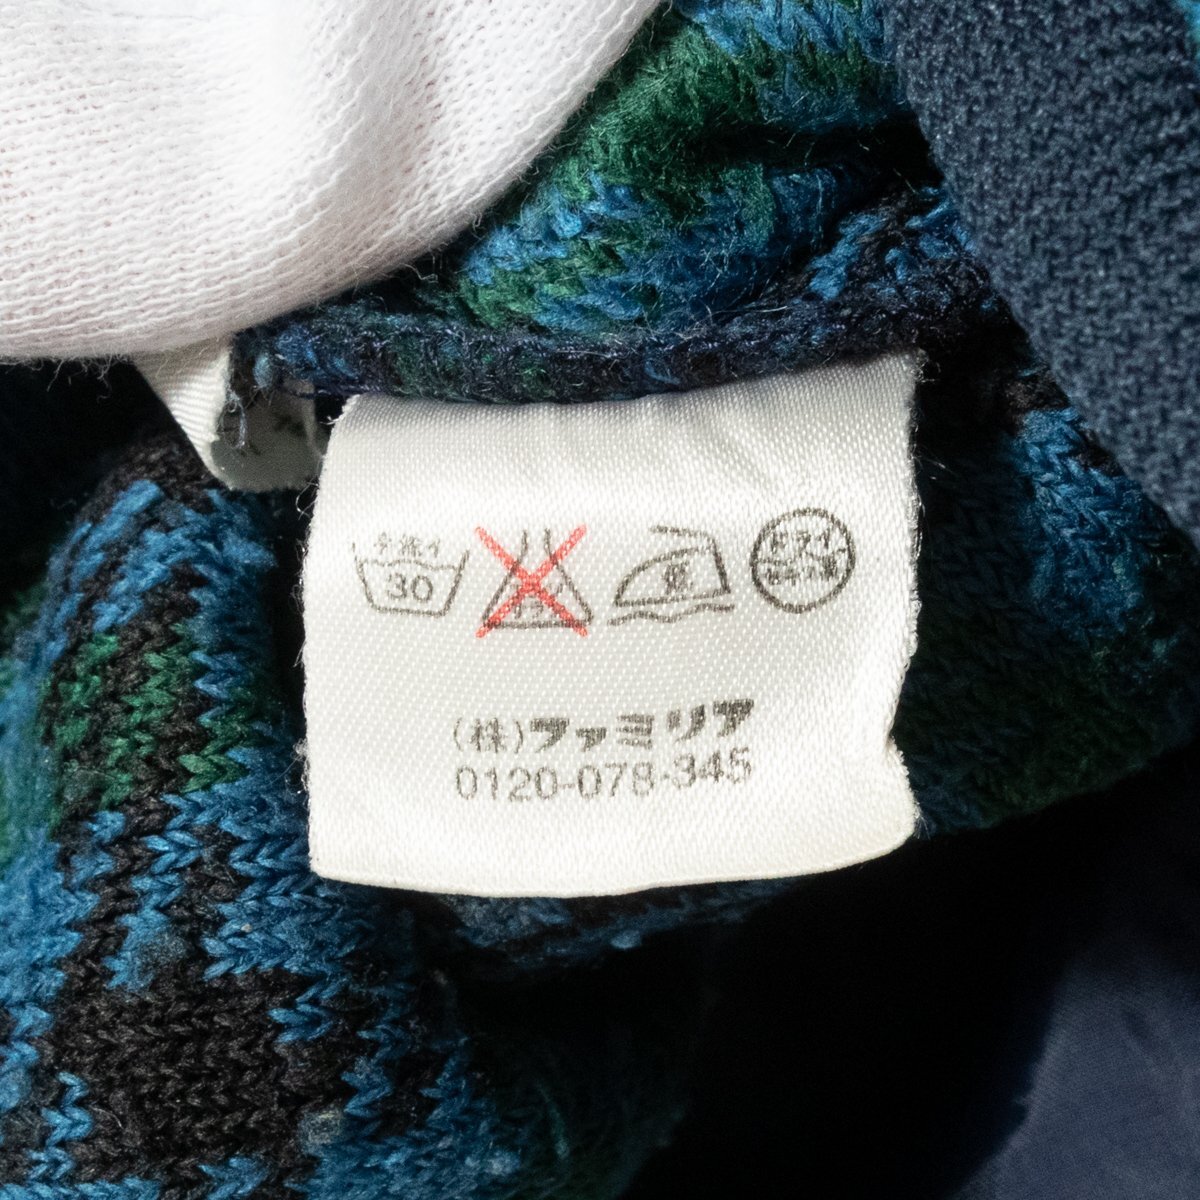 手洗イ 30 中 ドライ
(株)ファミリア
0120-078-345